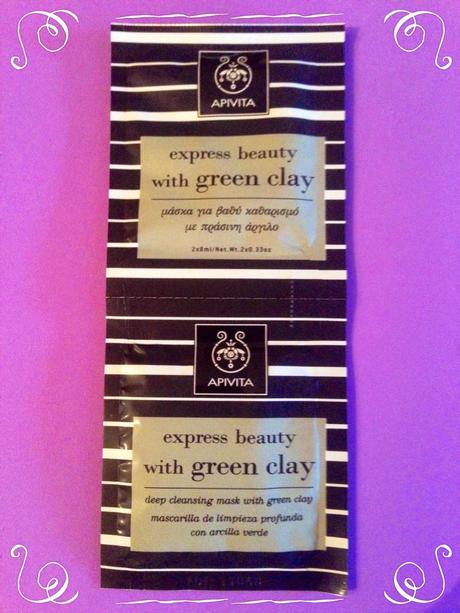 APIVITA
express beauty
with green clay
μάσκα για βαθύ καθαρισμό
με πράσινη άργιλο
2x8ml/Net.Wt.2x0.33oz
APIVITA
express beauty
with green clay
deep cleansing mask with green clay
mascarilla de limpieza profunda
con arcilla verde